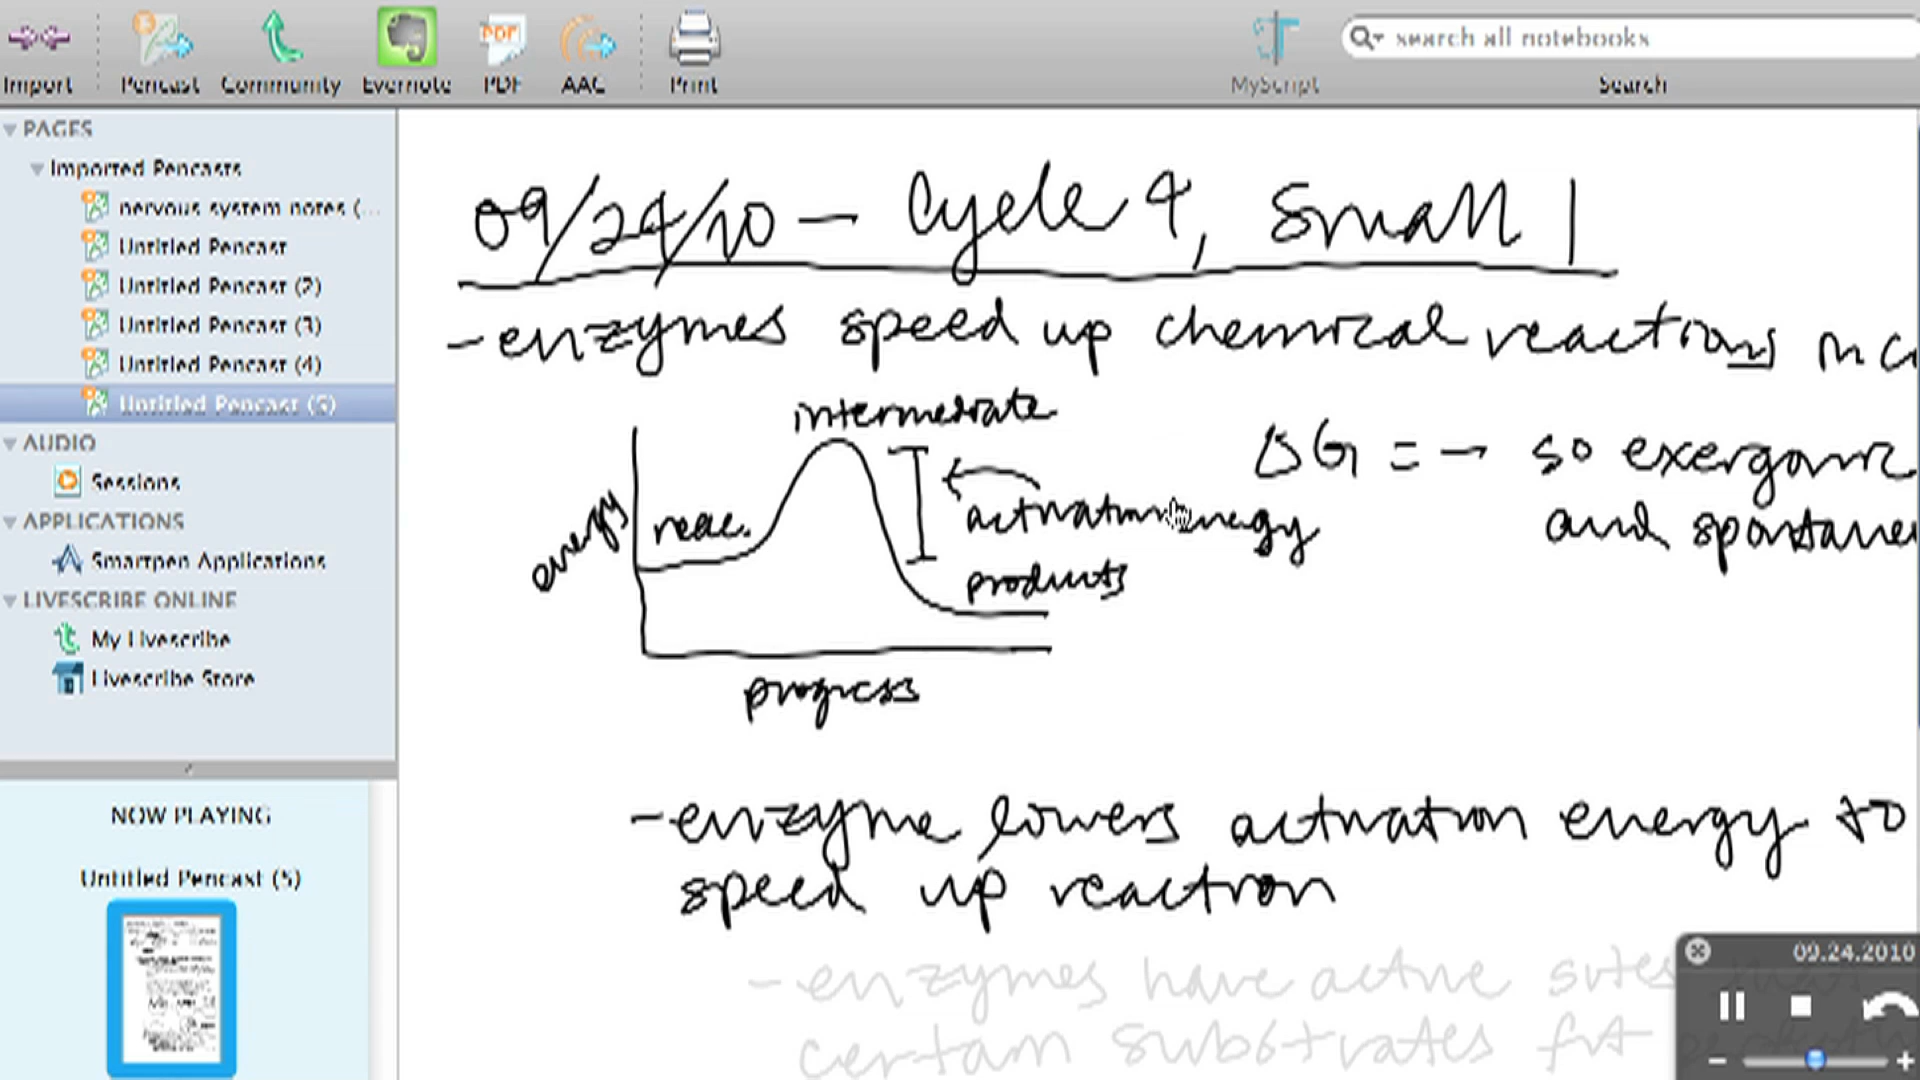 search all notebooks
Import
Pencast
Community
Evernote
PDF
PDF
AAC
Print
MyScript
Search
PAGES
Imported Pencasts
nervous system notes (...
Untitled Pencast
Untitled Pencast (2)
Untitled Pencast (3)
Untitled Pencast (4)
Untitled Pencast (5)
AUDIO
Sessions
APPLICATIONS
Smartpen Applications
LIVESCRIBE ONLINE
My Livescribe
Livescribe Store
NOW PLAYING
Untitled Pencast (5)
09/24/10 - Cycle 4, Small 1
-enzymes speed up chemical reactions in
intermediate
energy
reac.
activation energy
products
progress
ΔG = - so exergonic
and spontane
-enzyme lowers activation energy to
speed up reaction
-enzymes have active sites
certain substrates fit
09.24.2010